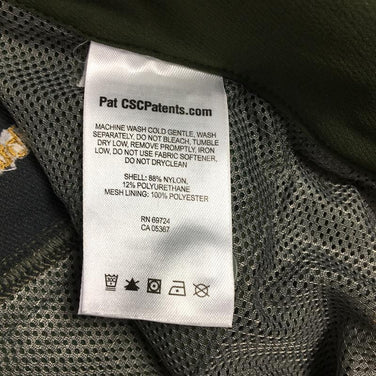 Pat CSCPatents.com
MACHINE WASH COLD GENTLE, WASH
SEPARATELY, DO NOT BLEACH, TUMBLE
DRY LOW, REMOVE PROMPTLY, IRON
LOW, DO NOT USE FABRIC SOFTENER,
DO NOT DRYCLEAN
SHELL: 88% NYLON,
12% POLYURETHANE
MESH LINING: 100% POLYESTER
RN 69724
CA 05367